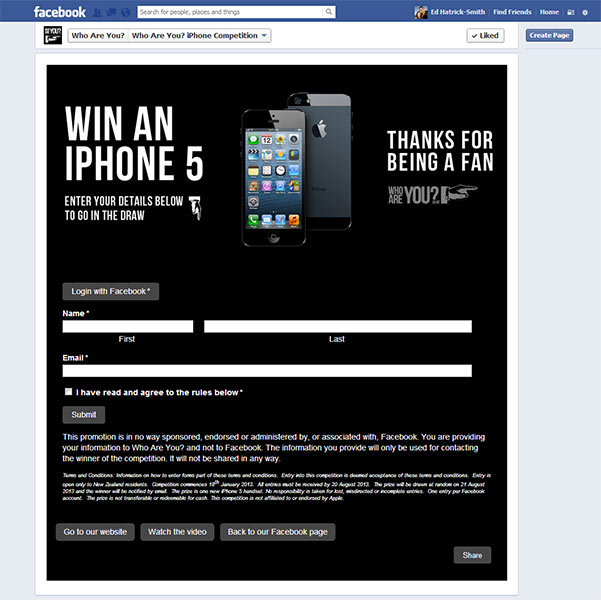 facebook
Search for people, places and things
Ed Hatrick-Smith
Find Friends
Home
Who Are You?
Who Are You? iPhone Competition
Liked
Create Page
WIN AN
IPHONE 5
ENTER YOUR DETAILS BELOW
TO GO IN THE DRAW
THANKS FOR
BEING A FAN
WHO
ARE YOU?
iPhone
Login with Facebook *
Name *
First
Last
Email *
I have read and agree to the rules below *
Submit
This promotion is in no way sponsored, endorsed or administered by, or associated with, Facebook. You are providing
your information to Who Are You? and not to Facebook. The information you provide will only be used for contacting
the winner of the competition. It will not be shared in any way.
Terms and Conditions: Information on how to enter forms part of these terms and conditions. Entry into this competition is deemed acceptance of these terms and conditions. Entry is
open only to New Zealand residents. Competition commences 18th January 2013. All entries must be received by 20 August 2013. The prize will be drawn at random on 21 August
2013 and the winner will be notified by email. The prize is one new iPhone 5 handset. No responsibility is taken for lost, misdirected or incomplete entries. One entry per Facebook
account. The prize is not transferable or redeemable for cash. This competition is not affiliated to or endorsed by Apple.
Go to our website
Watch the video
Back to our Facebook page
Share